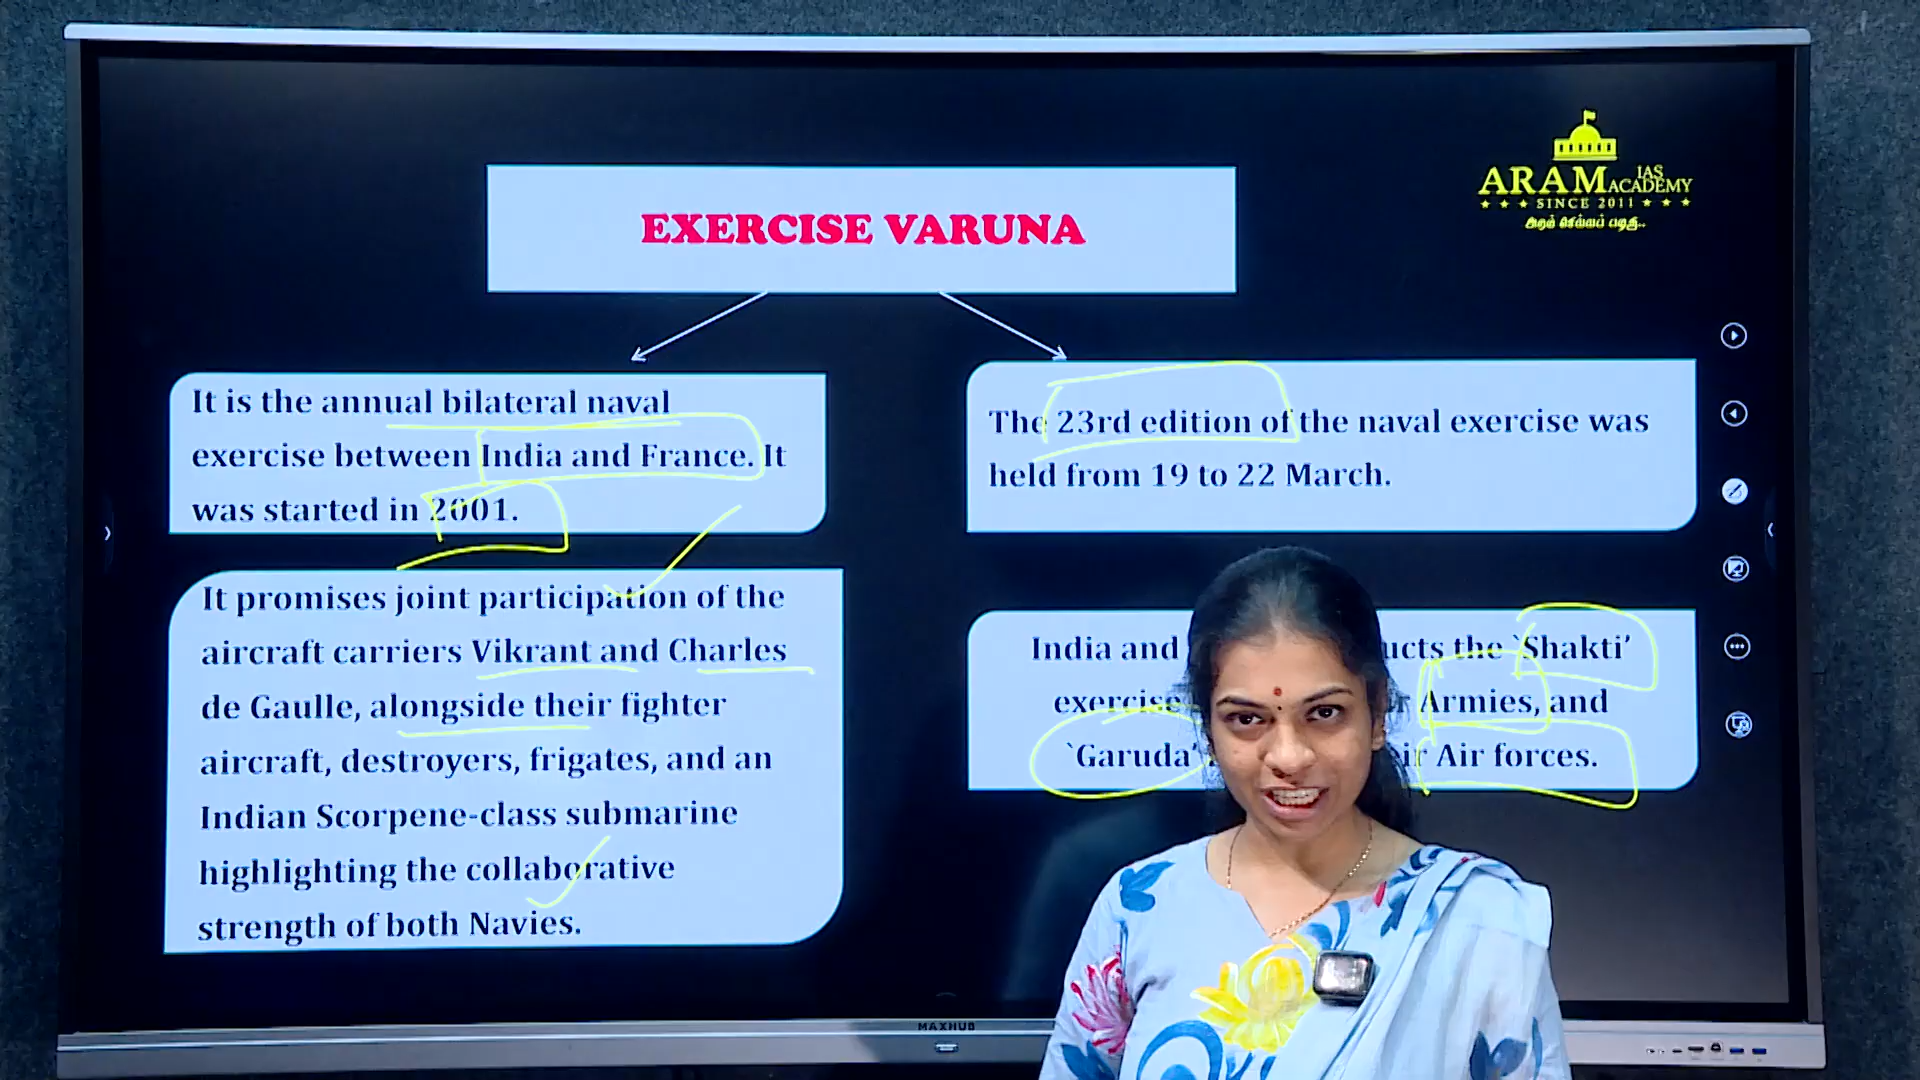 ARAM IAS ACADEMY
SINCE 2011
அறம் செய்யப் பழகு..
EXERCISE VARUNA
It is the annual bilateral naval
exercise between India and France. It
was started in 2001.
The 23rd edition of the naval exercise was
held from 19 to 22 March.
It promises joint participation of the
aircraft carriers Vikrant and Charles
de Gaulle, alongside their fighter
aircraft, destroyers, frigates, and an
Indian Scorpene-class submarine
highlighting the collaborative
strength of both Navies.
India and the `Shakti'
exercise Armies, and
`Garuda' Air forces.
MAXHUB